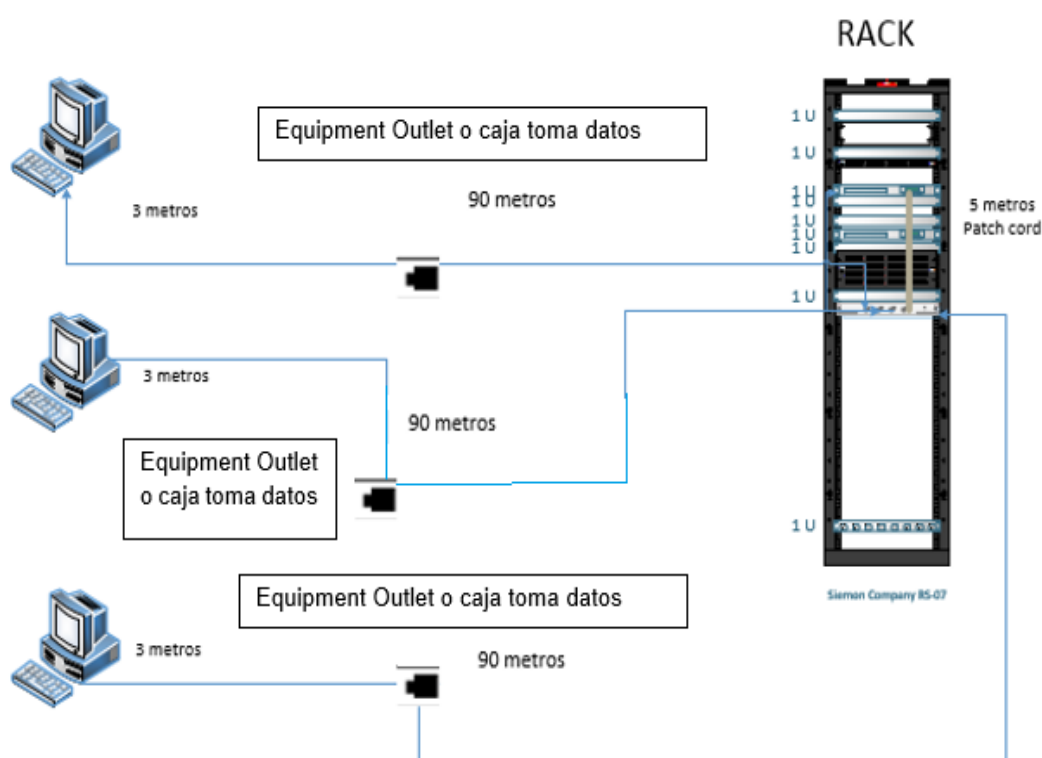 RACK
Equipment Outlet o caja toma datos
1 U
1 U
3 metros
90 metros
1 U
1 U
1 U
1 U
1 U
5 metros
Patch cord
1 U
3 metros
90 metros
Equipment Outlet
o caja toma datos
1 U
Siemon Company RS-07
Equipment Outlet o caja toma datos
3 metros
90 metros